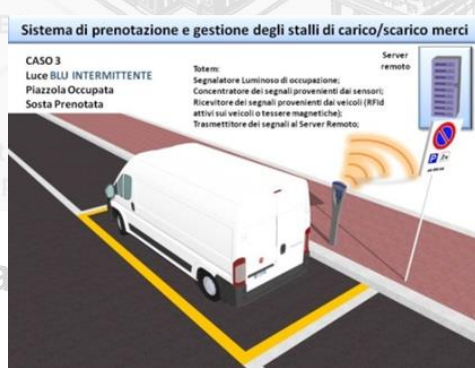 Sistema di prenotazione e gestione degli stalli di carico/scarico merci
CASO 3
Luce BLU INTERMITTENTE
Piazzola Occupata
Sosta Prenotata
Totem:
Segnalatore Luminoso di occupazione;
Concentratore dei segnali provenienti dai sensori;
Ricevitore dei segnali provenienti dai veicoli (RFId
attivi sui veicoli o tessere magnetiche);
Trasmettitore dei segnali al Server Remoto;
Server
remoto
P